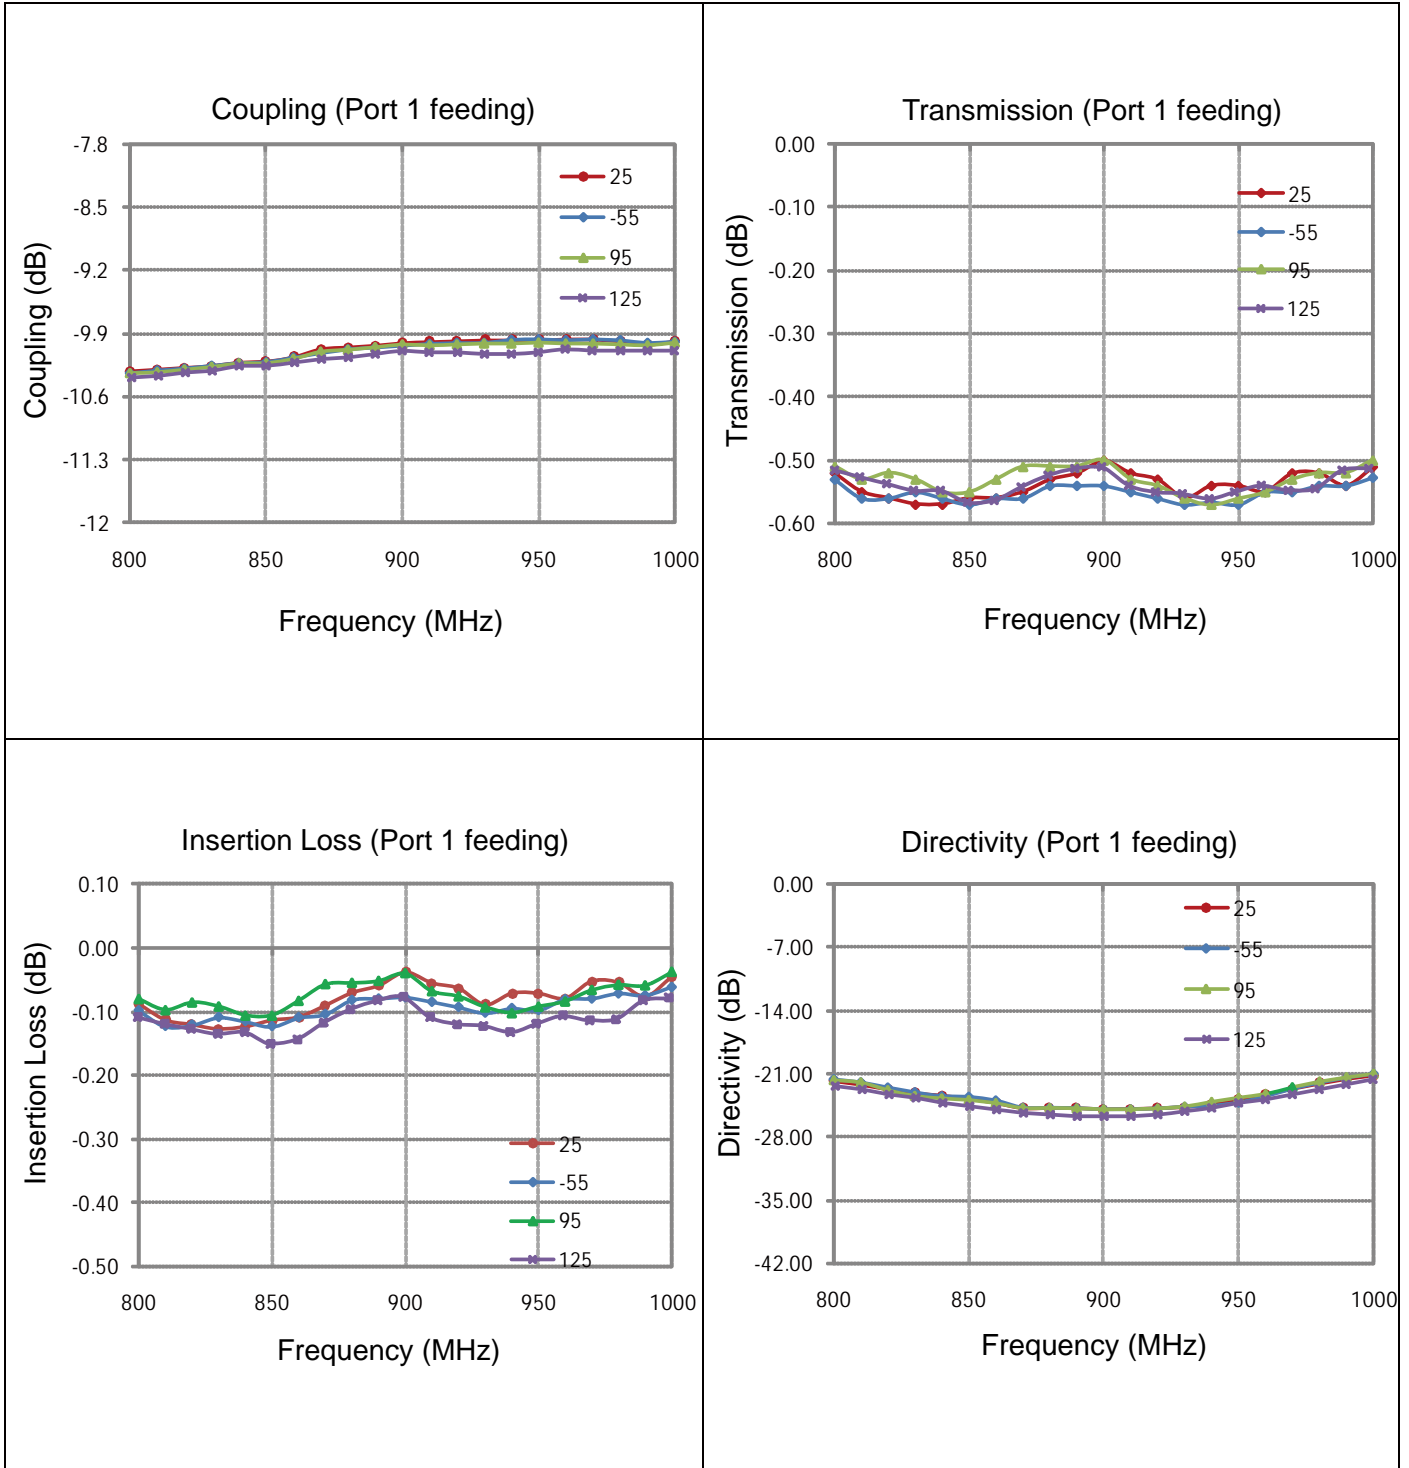 Coupling (Port 1 feeding)
-7.8
-8.5
-9.2
-9.9
-10.6
-11.3
-12
Coupling (dB)
25
-55
95
125
800 850 900 950 1000
Frequency (MHz)
Transmission (Port 1 feeding)
0.00
-0.10
-0.20
-0.30
-0.40
-0.50
-0.60
Transmission (dB)
25
-55
95
125
800 850 900 950 1000
Frequency (MHz)
Insertion Loss (Port 1 feeding)
0.10
0.00
-0.10
-0.20
-0.30
-0.40
-0.50
Insertion Loss (dB)
25
-55
95
125
800 850 900 950 1000
Frequency (MHz)
Directivity (Port 1 feeding)
0.00
-7.00
-14.00
-21.00
-28.00
-35.00
-42.00
Directivity (dB)
25
-55
95
125
800 850 900 950 1000
Frequency (MHz)